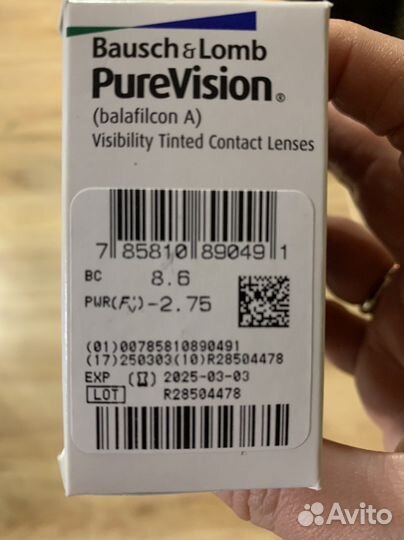 Bausch & Lomb
PureVision®
(balafilcon A)
Visibility Tinted Contact Lenses
7 85810 89049 1
BC 8.6
PWR(F'v)-2.75
(01)00785810890491
(17)250303(10)R28504478
EXP 2025-03-03
LOT R28504478
Avito